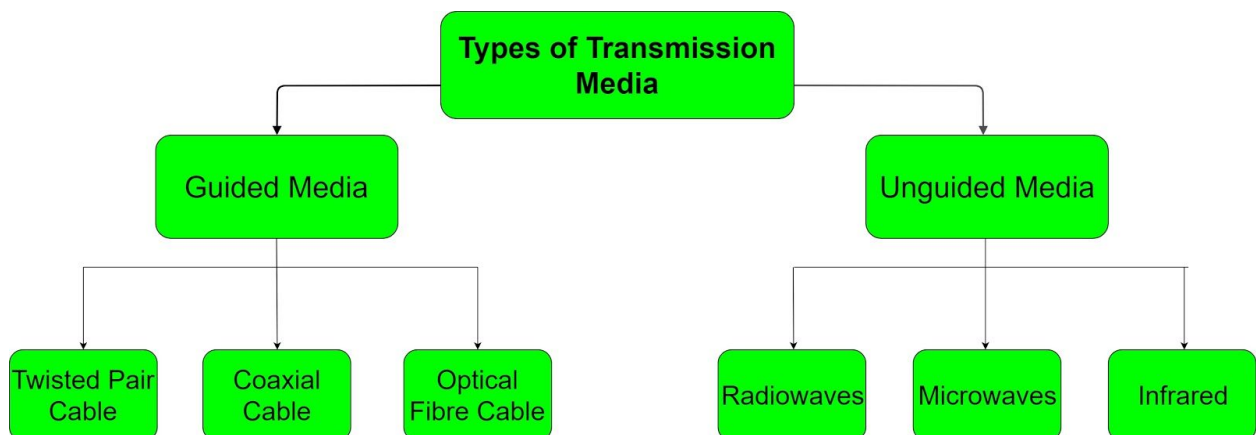 Types of Transmission
Media
Guided Media
Unguided Media
Twisted Pair
Cable
Coaxial
Cable
Optical
Fibre Cable
Radiowaves
Microwaves
Infrared